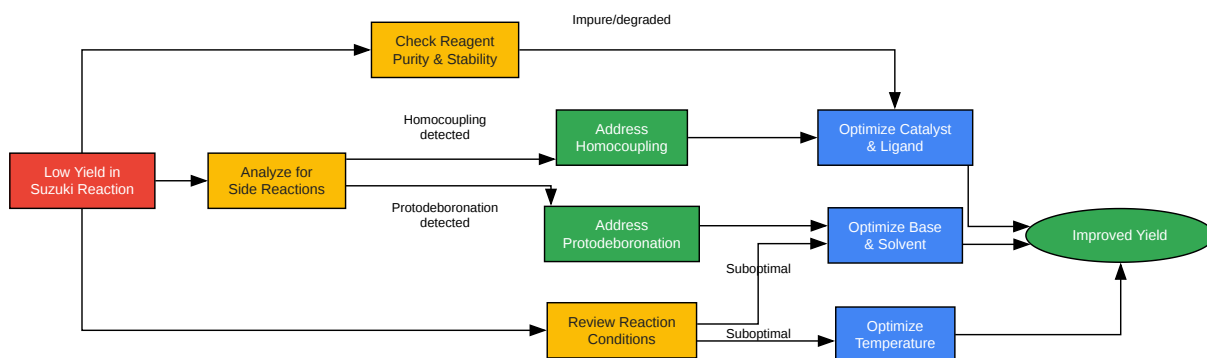 Impure/degraded
Check Reagent
Purity & Stability
Homocoupling
detected
Address
Homocoupling
Optimize Catalyst
& Ligand
Low Yield in
Suzuki Reaction
Analyze for
Side Reactions
Protodeboronation
detected
Address
Protodeboronation
Optimize Base
& Solvent
Improved Yield
Suboptimal
Review Reaction
Conditions
Suboptimal
Optimize
Temperature